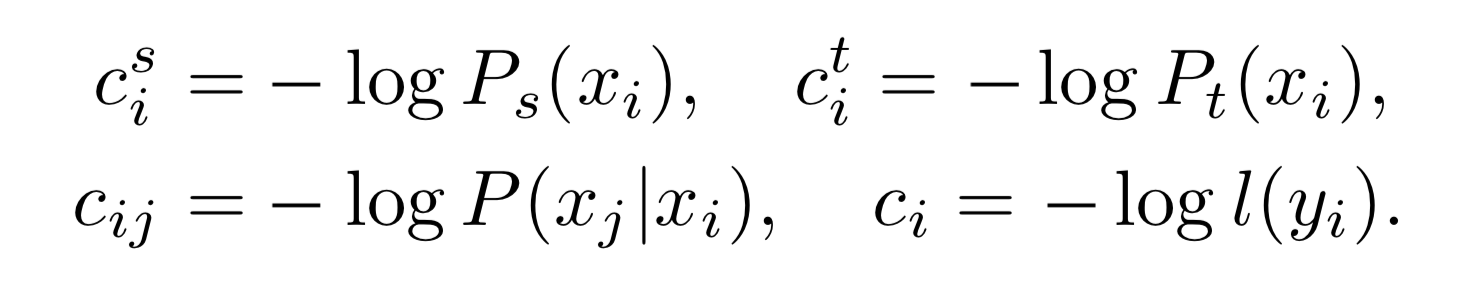 $c_i^s = -\log P_s(x_i), \quad c_i^t = -\log P_t(x_i),$
$c_{ij} = -\log P(x_j|x_i), \quad c_i = -\log l(y_i).$